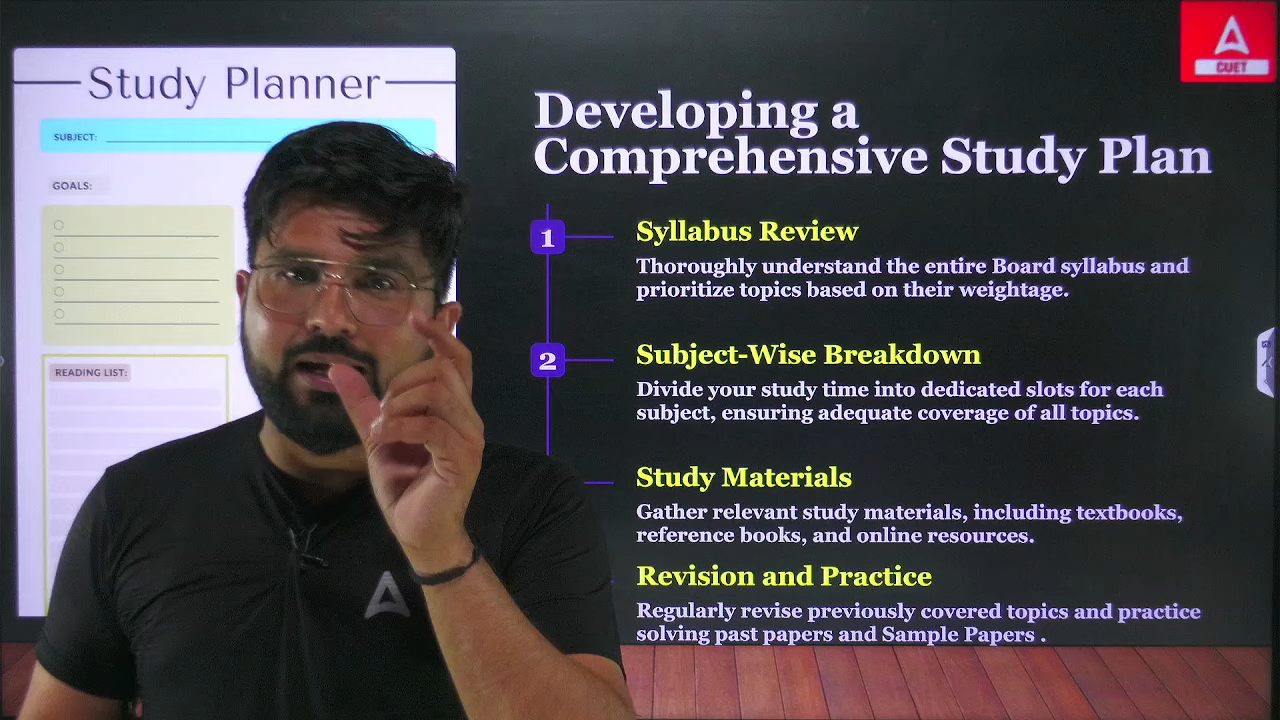 Study Planner
SUBJECT:
GOALS:
READING LIST:
CUET
Developing a
Comprehensive Study Plan
1
Syllabus Review
Thoroughly understand the entire Board syllabus and
prioritize topics based on their weightage.
2
Subject-Wise Breakdown
Divide your study time into dedicated slots for each
subject, ensuring adequate coverage of all topics.
Study Materials
Gather relevant study materials, including textbooks,
reference books, and online resources.
Revision and Practice
Regularly revise previously covered topics and practice
solving past papers and Sample Papers .